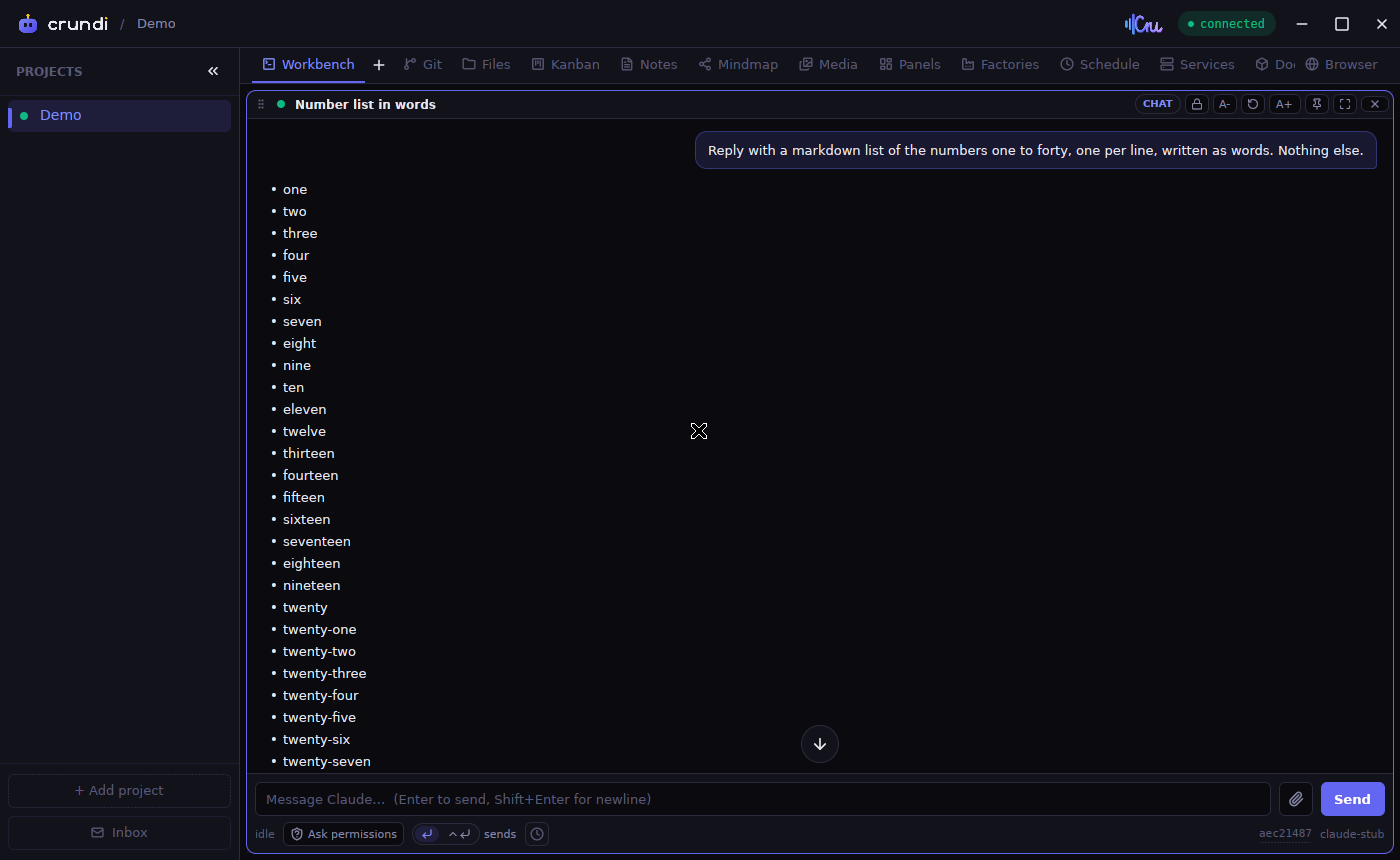 crundi / Demo
Cru
connected
PROJECTS
Workbench
Git
Files
Kanban
Notes
Mindmap
Media
Panels
Factories
Schedule
Services
Browser
Demo
Number list in words
CHAT
A-
A+
Reply with a markdown list of the numbers one to forty, one per line, written as words. Nothing else.
• one
• two
• three
• four
• five
• six
• seven
• eight
• nine
• ten
• eleven
• twelve
• thirteen
• fourteen
• fifteen
• sixteen
• seventeen
• eighteen
• nineteen
• twenty
• twenty-one
• twenty-two
• twenty-three
• twenty-four
• twenty-five
• twenty-six
• twenty-seven
+ Add project
Inbox
Message Claude... (Enter to send, Shift+Enter for newline)
Send
idle
Ask permissions
sends
aec21487
claude-stub